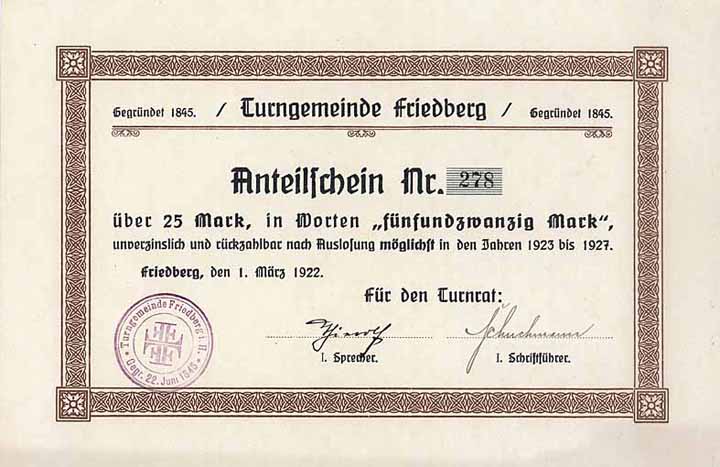 Gegründet 1845. / Turngemeinde Friedberg / Gegründet 1845.
Anteilschein Nr. 278
über 25 Mark, in Worten „fünfundzwanzig Mark“,
unverzinslich und rückzahlbar nach Auslosung möglichst in den Jahren 1923 bis 1927.
Friedberg, den 1. März 1922.
Für den Turnrat:
Schuchmann
I. Sprecher. I. Schriftführer.
Turngemeinde Friedberg i. H.
Gegr. 22. Juni 1845